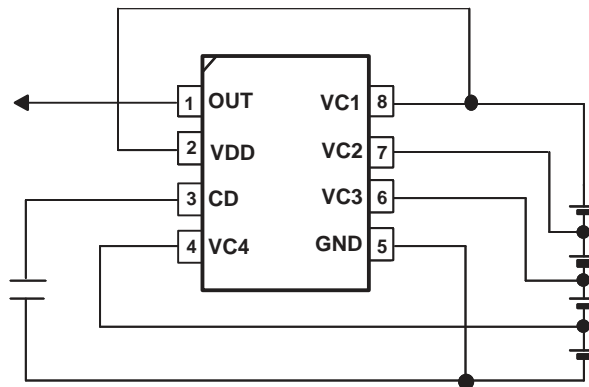 1 OUT VC1 8
2 VDD VC2 7
3 CD VC3 6
4 VC4 GND 5